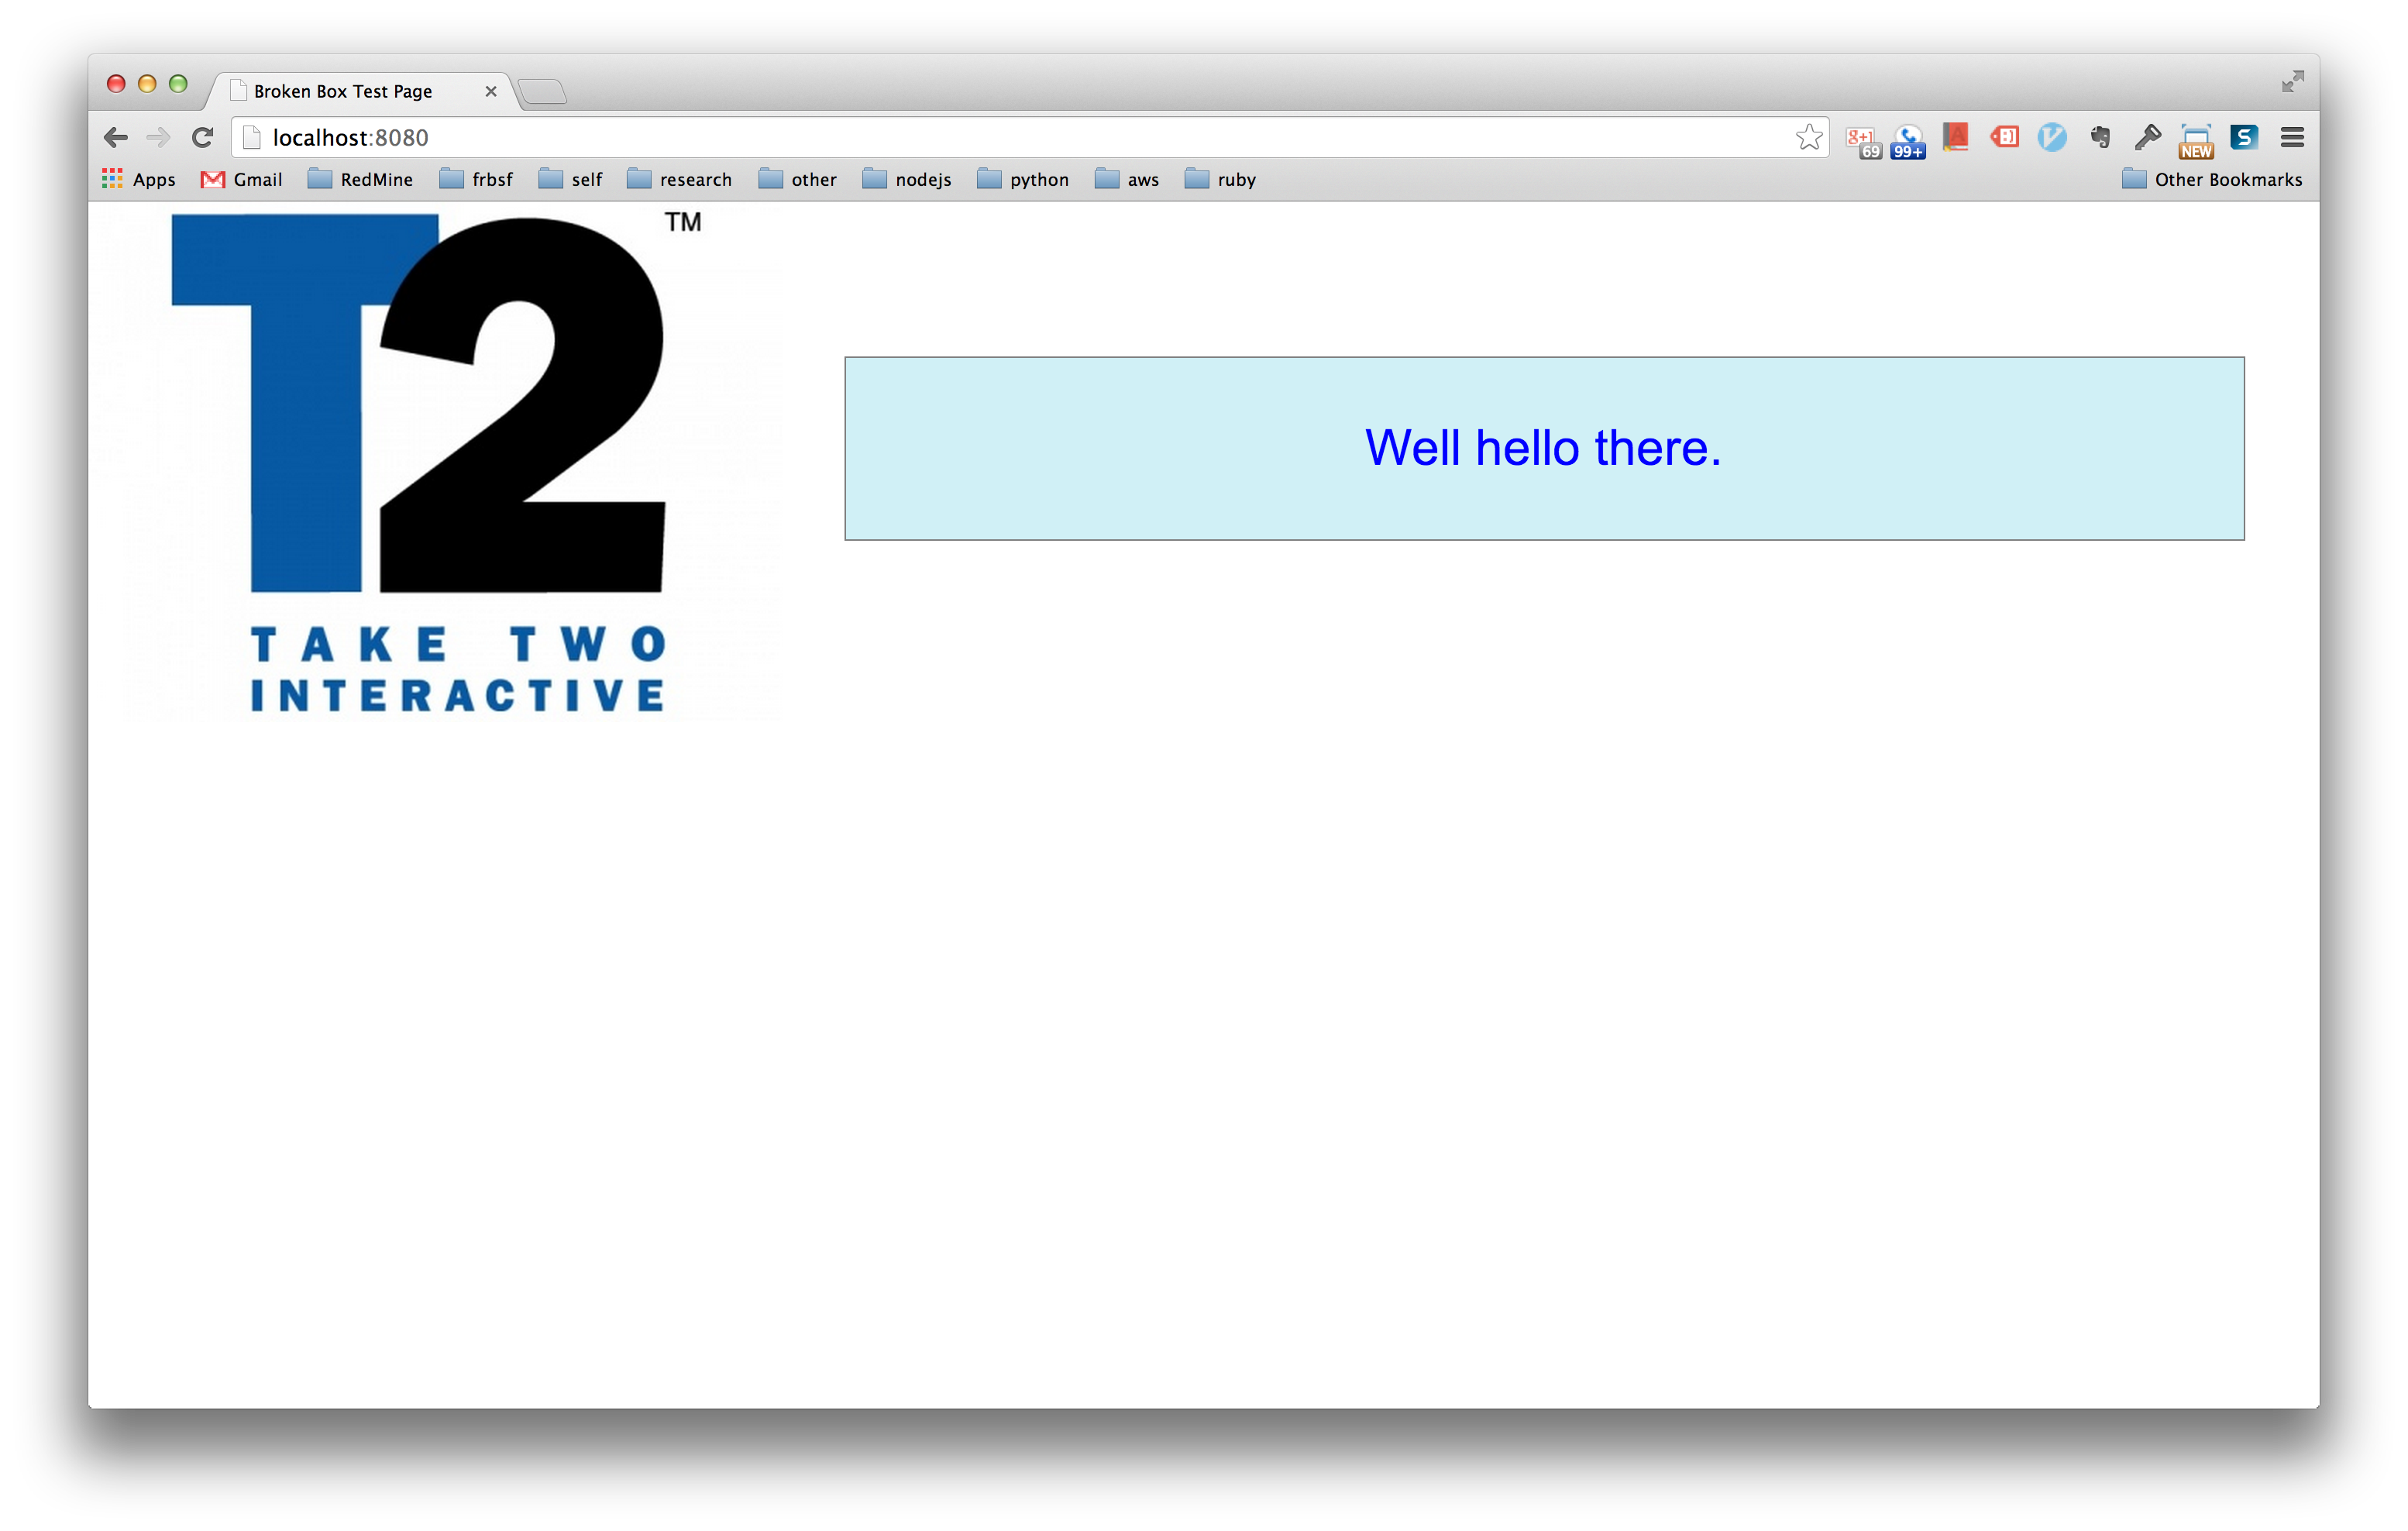 Broken Box Test Page
localhost:8080
g+1 69 99+ A B) V NEW S
Apps Gmail RedMine frbsf self research other nodejs python aws ruby Other Bookmarks
T2 TM
Well hello there.
TAKE TWO
INTERACTIVE